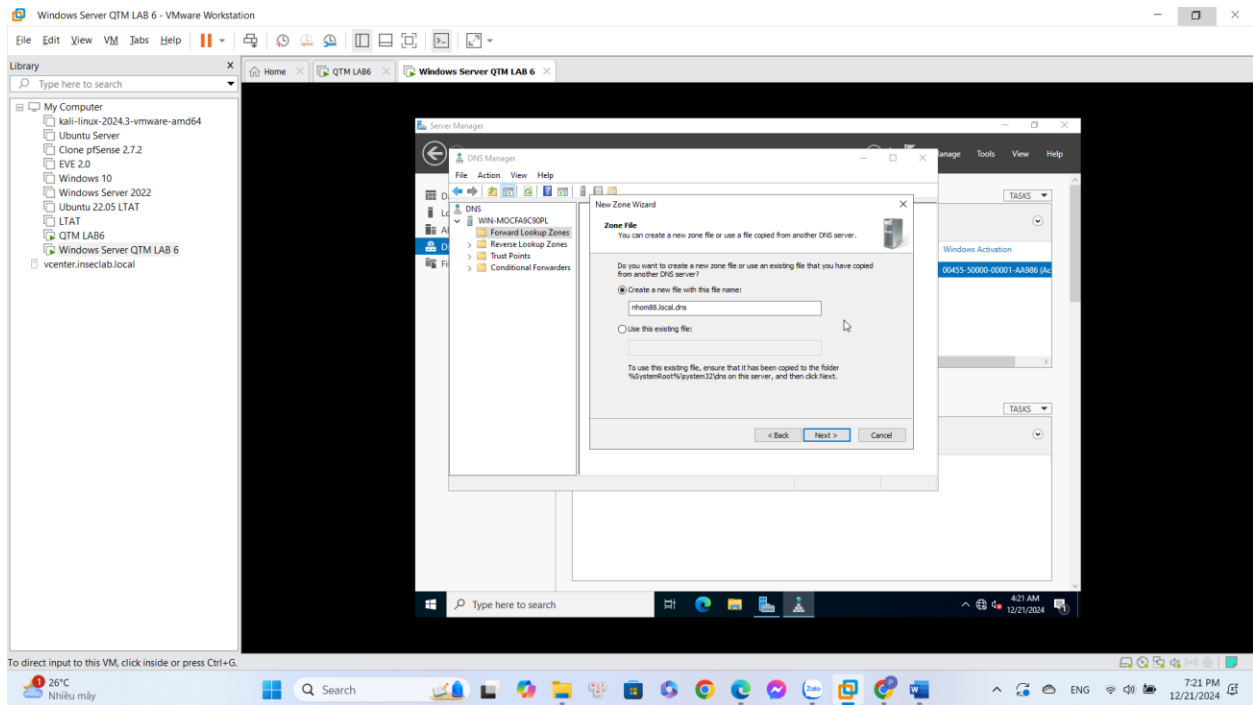 Windows Server QTM LAB 6 - VMware Workstation
File Edit View VM Tabs Help
Library
Type here to search
Home
QTM LAB6
Windows Server QTM LAB 6
My Computer
kali-linux-2024.3-vmware-amd64
Ubuntu Server
Clone pfSense 2.7.2
EVE 2.0
Windows 10
Windows Server 2022
Ubuntu 22.05 LTAT
LTAT
QTM LAB6
Windows Server QTM LAB 6
vcenter.inseclab.local
Server Manager
anage Tools View Help
DNS Manager
File Action View Help
DNS
WIN-MOCFA9C90PL
Forward Lookup Zones
Reverse Lookup Zones
Trust Points
Conditional Forwarders
D
Lo
Al
D
Fi
New Zone Wizard
Zone File
You can create a new zone file or use a file copied from another DNS server.
Do you want to create a new zone file or use an existing file that you have copied
from another DNS server?
Create a new file with this file name:
nhom88.local.dns
Use this existing file:
To use this existing file, ensure that it has been copied to the folder
%SystemRoot%\system32\dns on this server, and then click Next.
< Back Next > Cancel
TASKS
Windows Activation
00455-50000-00001-AA986 (Ac
TASKS
Type here to search
4:21 AM
12/21/2024
1
To direct input to this VM, click inside or press Ctrl+G.
1
26°C
Nhiều mây
Search
Zalo
ENG
7:21 PM
12/21/2024